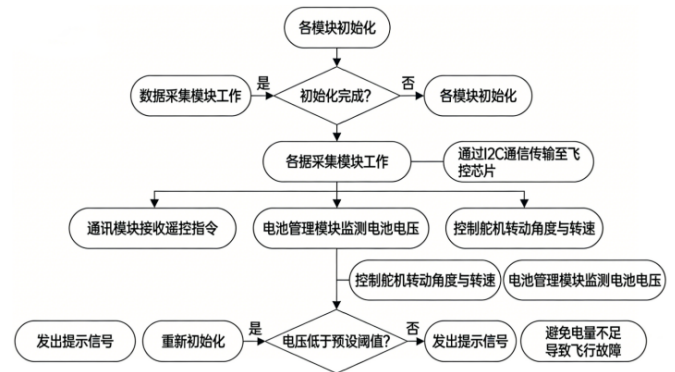 各模块初始化
是
否
数据采集模块工作
初始化完成?
各模块初始化
各据采集模块工作
通过I2C通信传输至飞
控芯片
通讯模块接收遥控指令
电池管理模块监测电池电压
控制舵机转动角度与转速
控制舵机转动角度与转速
电池管理模块监测电池电压
是
否
发出提示信号
重新初始化
电压低于预设阈值?
发出提示信号
避免电量不足
导致飞行故障